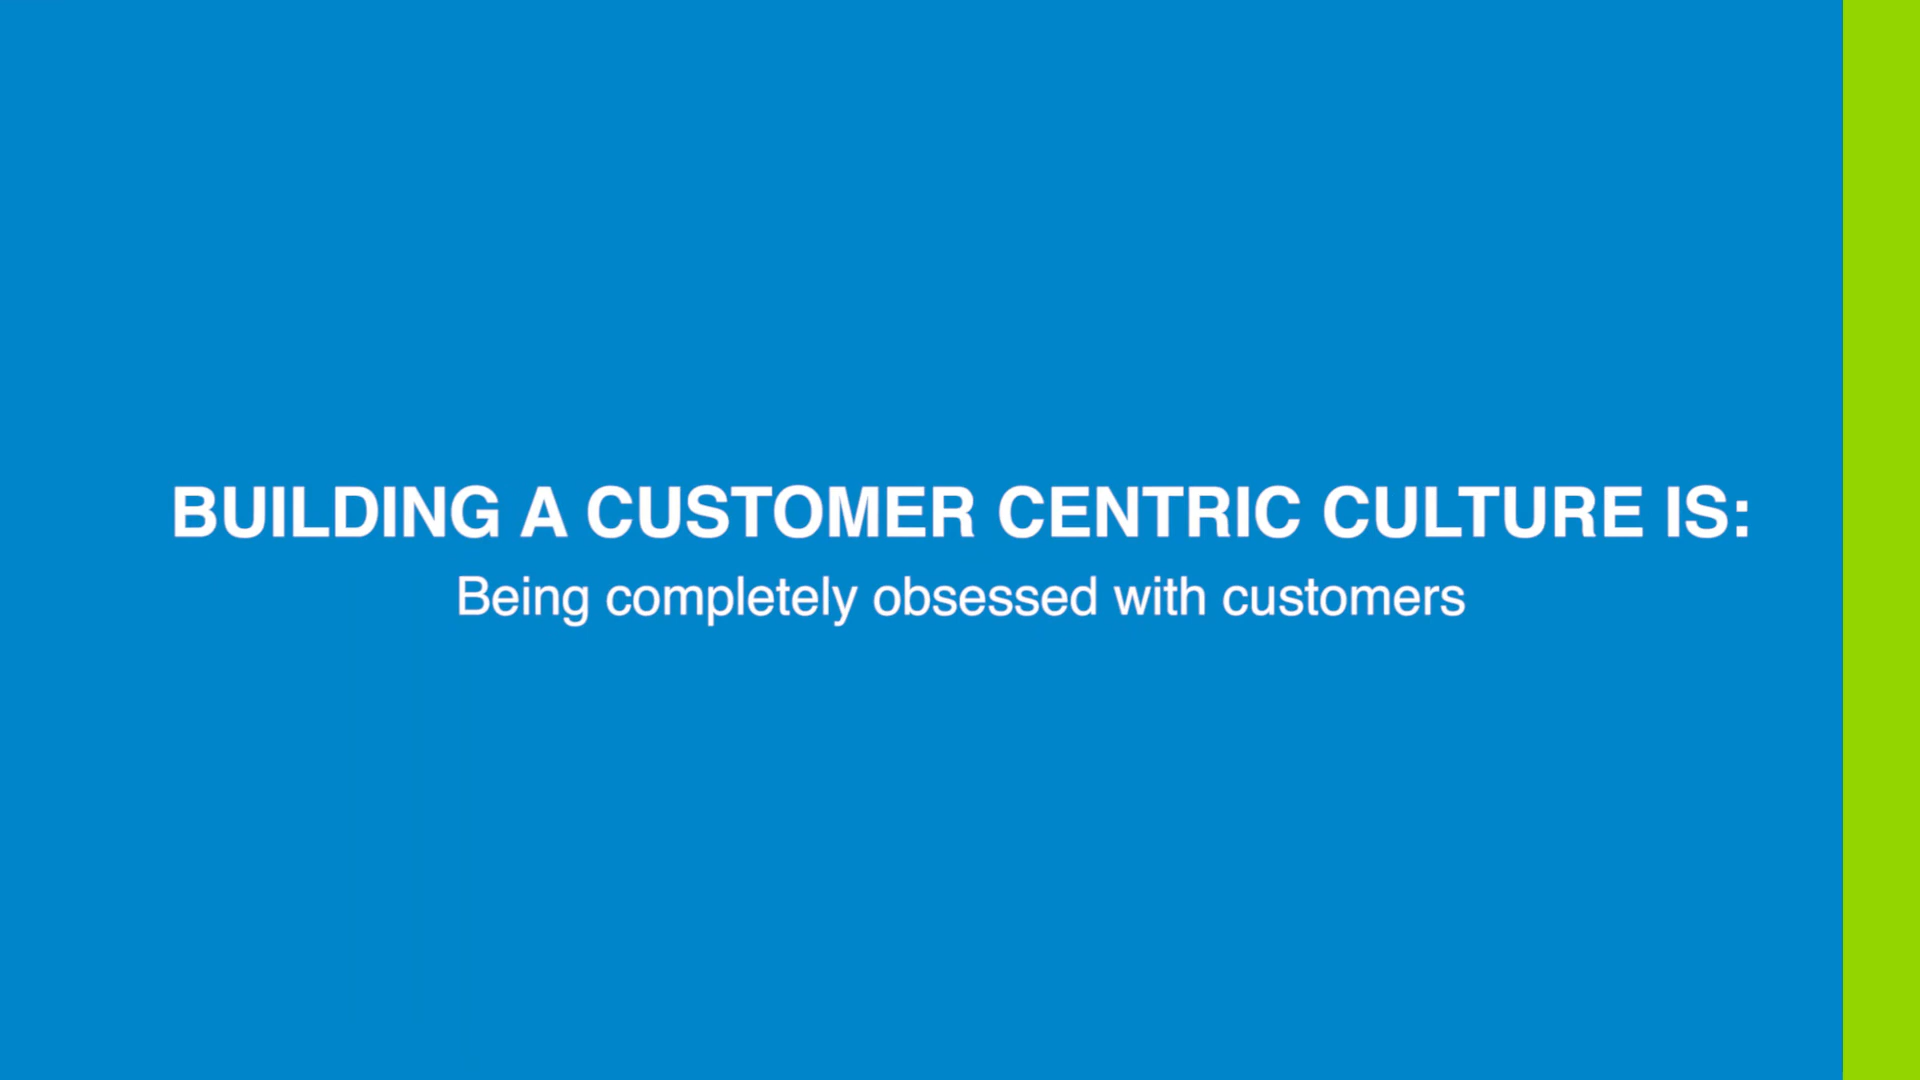 BUILDING A CUSTOMER CENTRIC CULTURE IS:
Being completely obsessed with customers